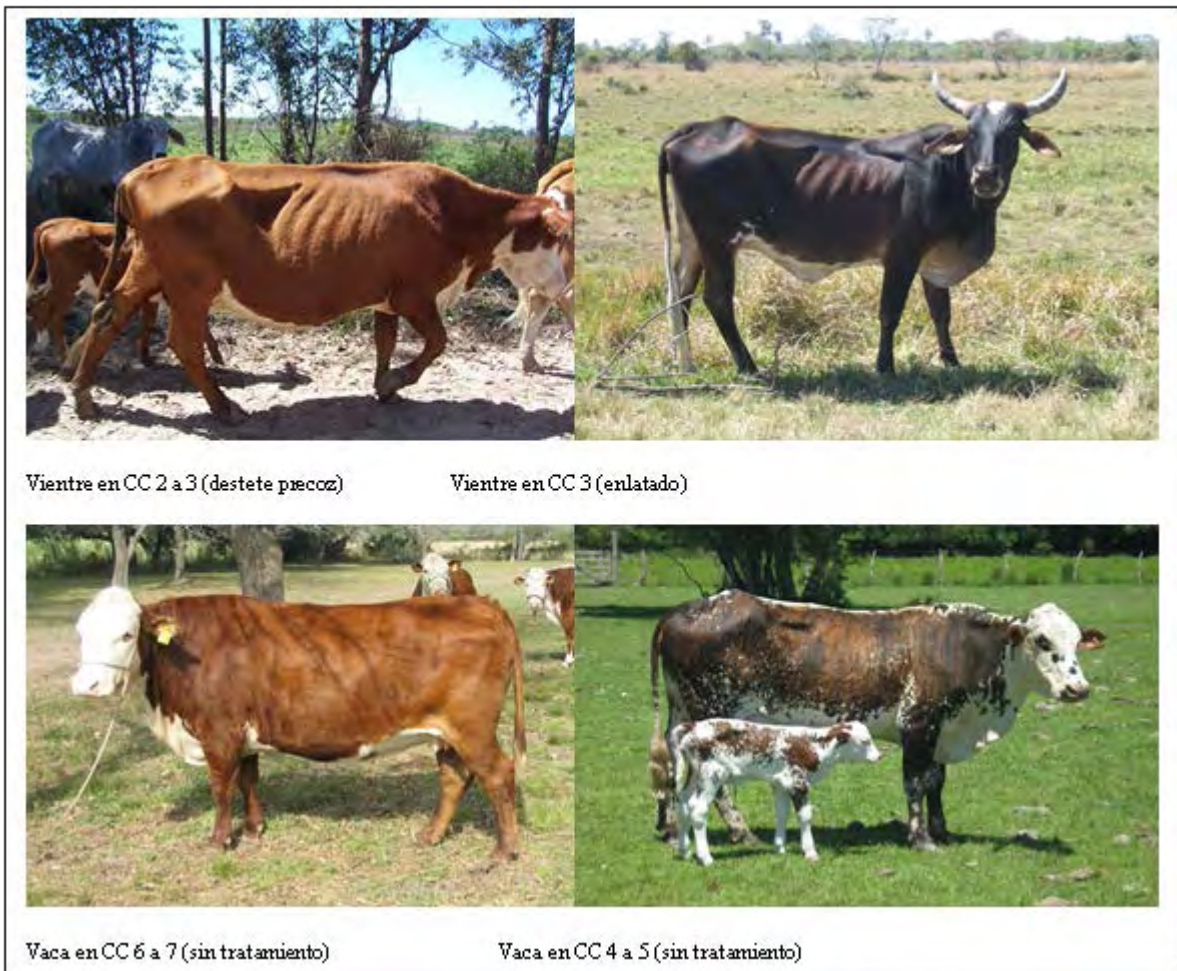 Vientre en CC 2 a 3 (destete precoz)
Vientre en CC 3 (enlatado)
Vaca en CC 6 a 7 (sin tratamiento)
Vaca en CC 4 a 5 (sin tratamiento)